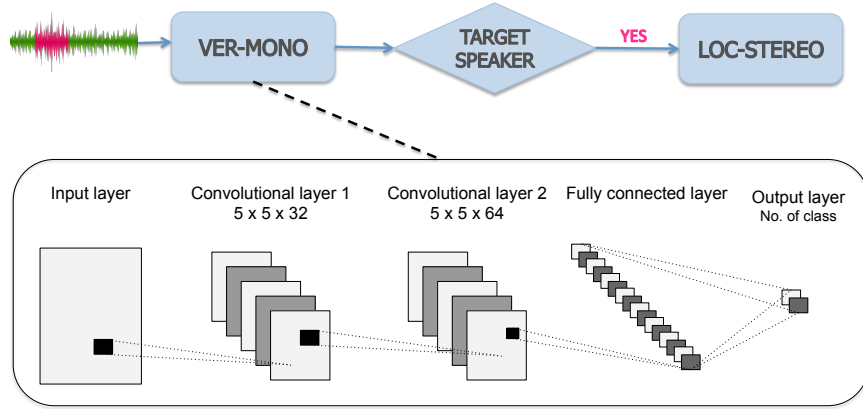 VER-MONO
TARGET
SPEAKER
YES
LOC-STEREO
Input layer
Convolutional layer 1
5 x 5 x 32
Convolutional layer 2
5 x 5 x 64
Fully connected layer
Output layer
No. of class